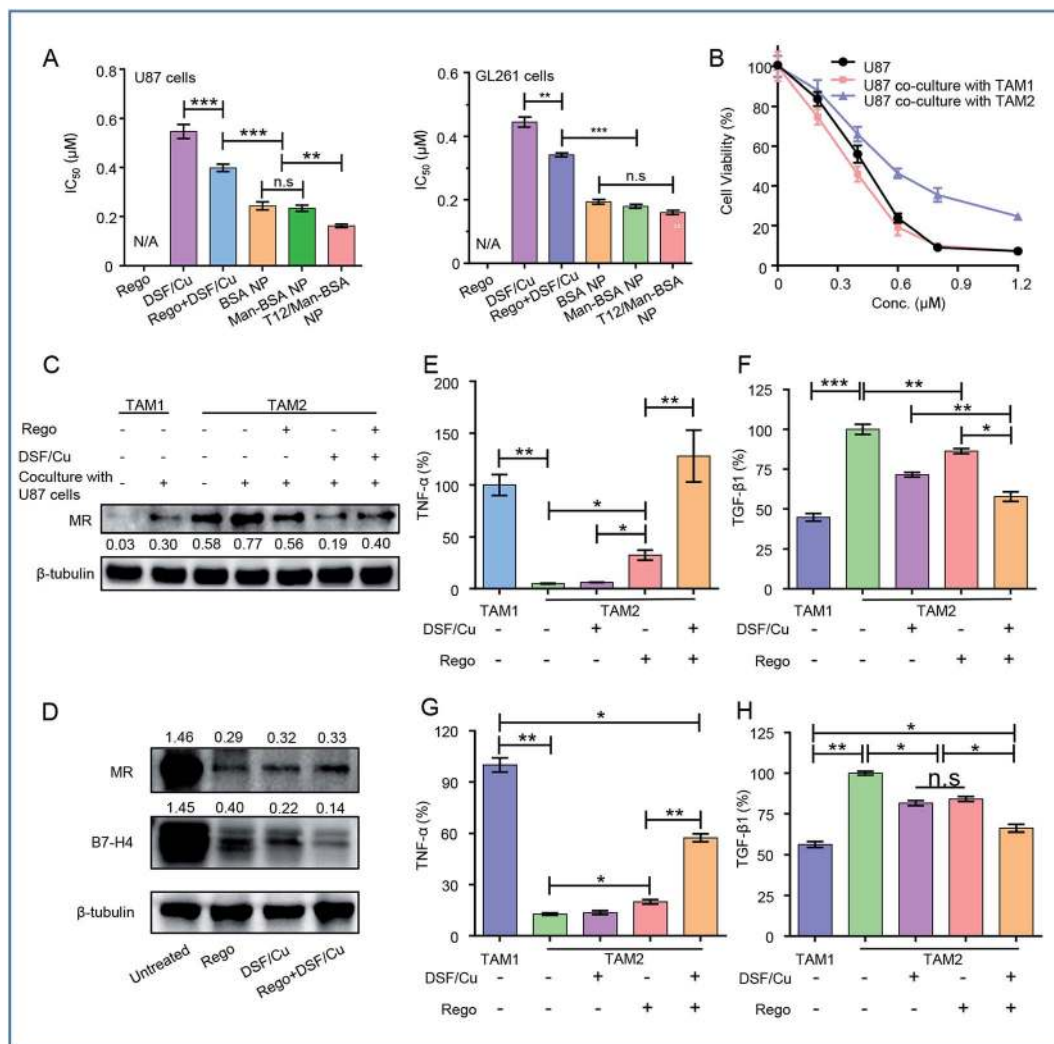 A
U87 cells
IC50 (μM)
0.8
0.6
0.4
0.2
0.0
***
***
**
n.s
N/A
Rego
DSF/Cu
Rego+DSF/Cu
BSA NP
Man-BSA NP
T12/Man-BSA
NP
GL261 cells
IC50 (μM)
0.6
0.4
0.2
0.0
**
***
n.s
N/A
Rego
DSF/Cu
Rego+DSF/Cu
BSA NP
Man-BSA NP
T12/Man-BSA
NP
B
U87
U87 co-culture with TAM1
U87 co-culture with TAM2
Cell Viability (%)
100
80
60
40
20
0
0 0.3 0.6 0.9 1.2
Conc. (μM)
C
TAM1 TAM2
Rego - - - - + - +
DSF/Cu - - - - - + +
Coculture with - + - + + + +
U87 cells
MR
0.03 0.30 0.58 0.77 0.56 0.19 0.40
β-tubulin
D
1.46 0.29 0.32 0.33
MR
1.45 0.40 0.22 0.14
B7-H4
β-tubulin
Untreated
Rego
DSF/Cu
Rego+DSF/Cu
E
TNF-α (%)
200
150
100
50
0
**
*
*
**
TAM1 TAM2
DSF/Cu - - + - +
Rego - - - + +
F
TGF-β1 (%)
125
100
75
50
25
***
**
**
*
TAM1 TAM2
DSF/Cu - - + - +
Rego - - - + +
G
TNF-α (%)
120
90
60
30
0
*
**
**
*
TAM1 TAM2
DSF/Cu - - + - +
Rego - - - + +
H
TGF-β1 (%)
125
100
75
50
25
*
** * *
n.s
TAM1 TAM2
DSF/Cu - - + - +
Rego - - - + +